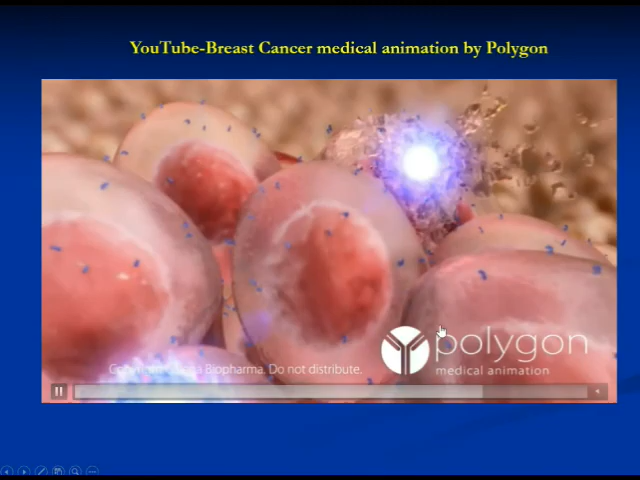 YouTube-Breast Cancer medical animation by Polygon
polygon
medical animation
Biopharma. Do not distribute.